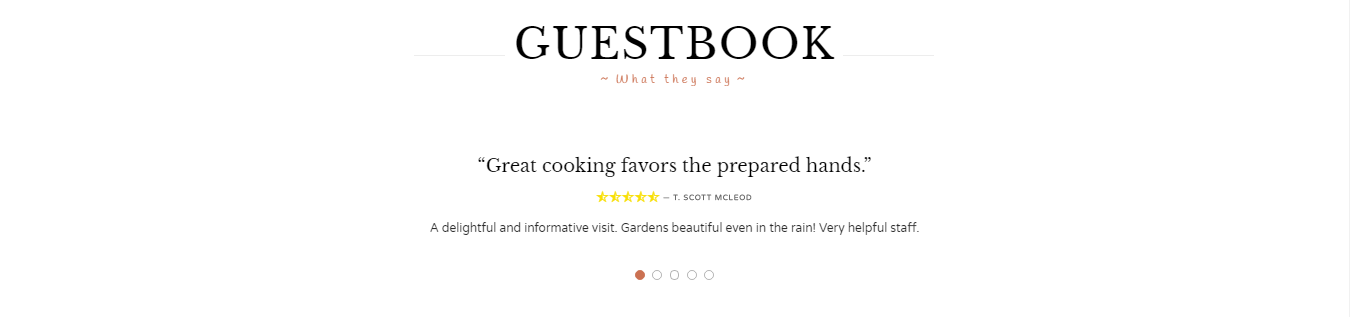 GUESTBOOK
~ What they say ~
“Great cooking favors the prepared hands.”
— T. SCOTT MCLEOD
A delightful and informative visit. Gardens beautiful even in the rain! Very helpful staff.